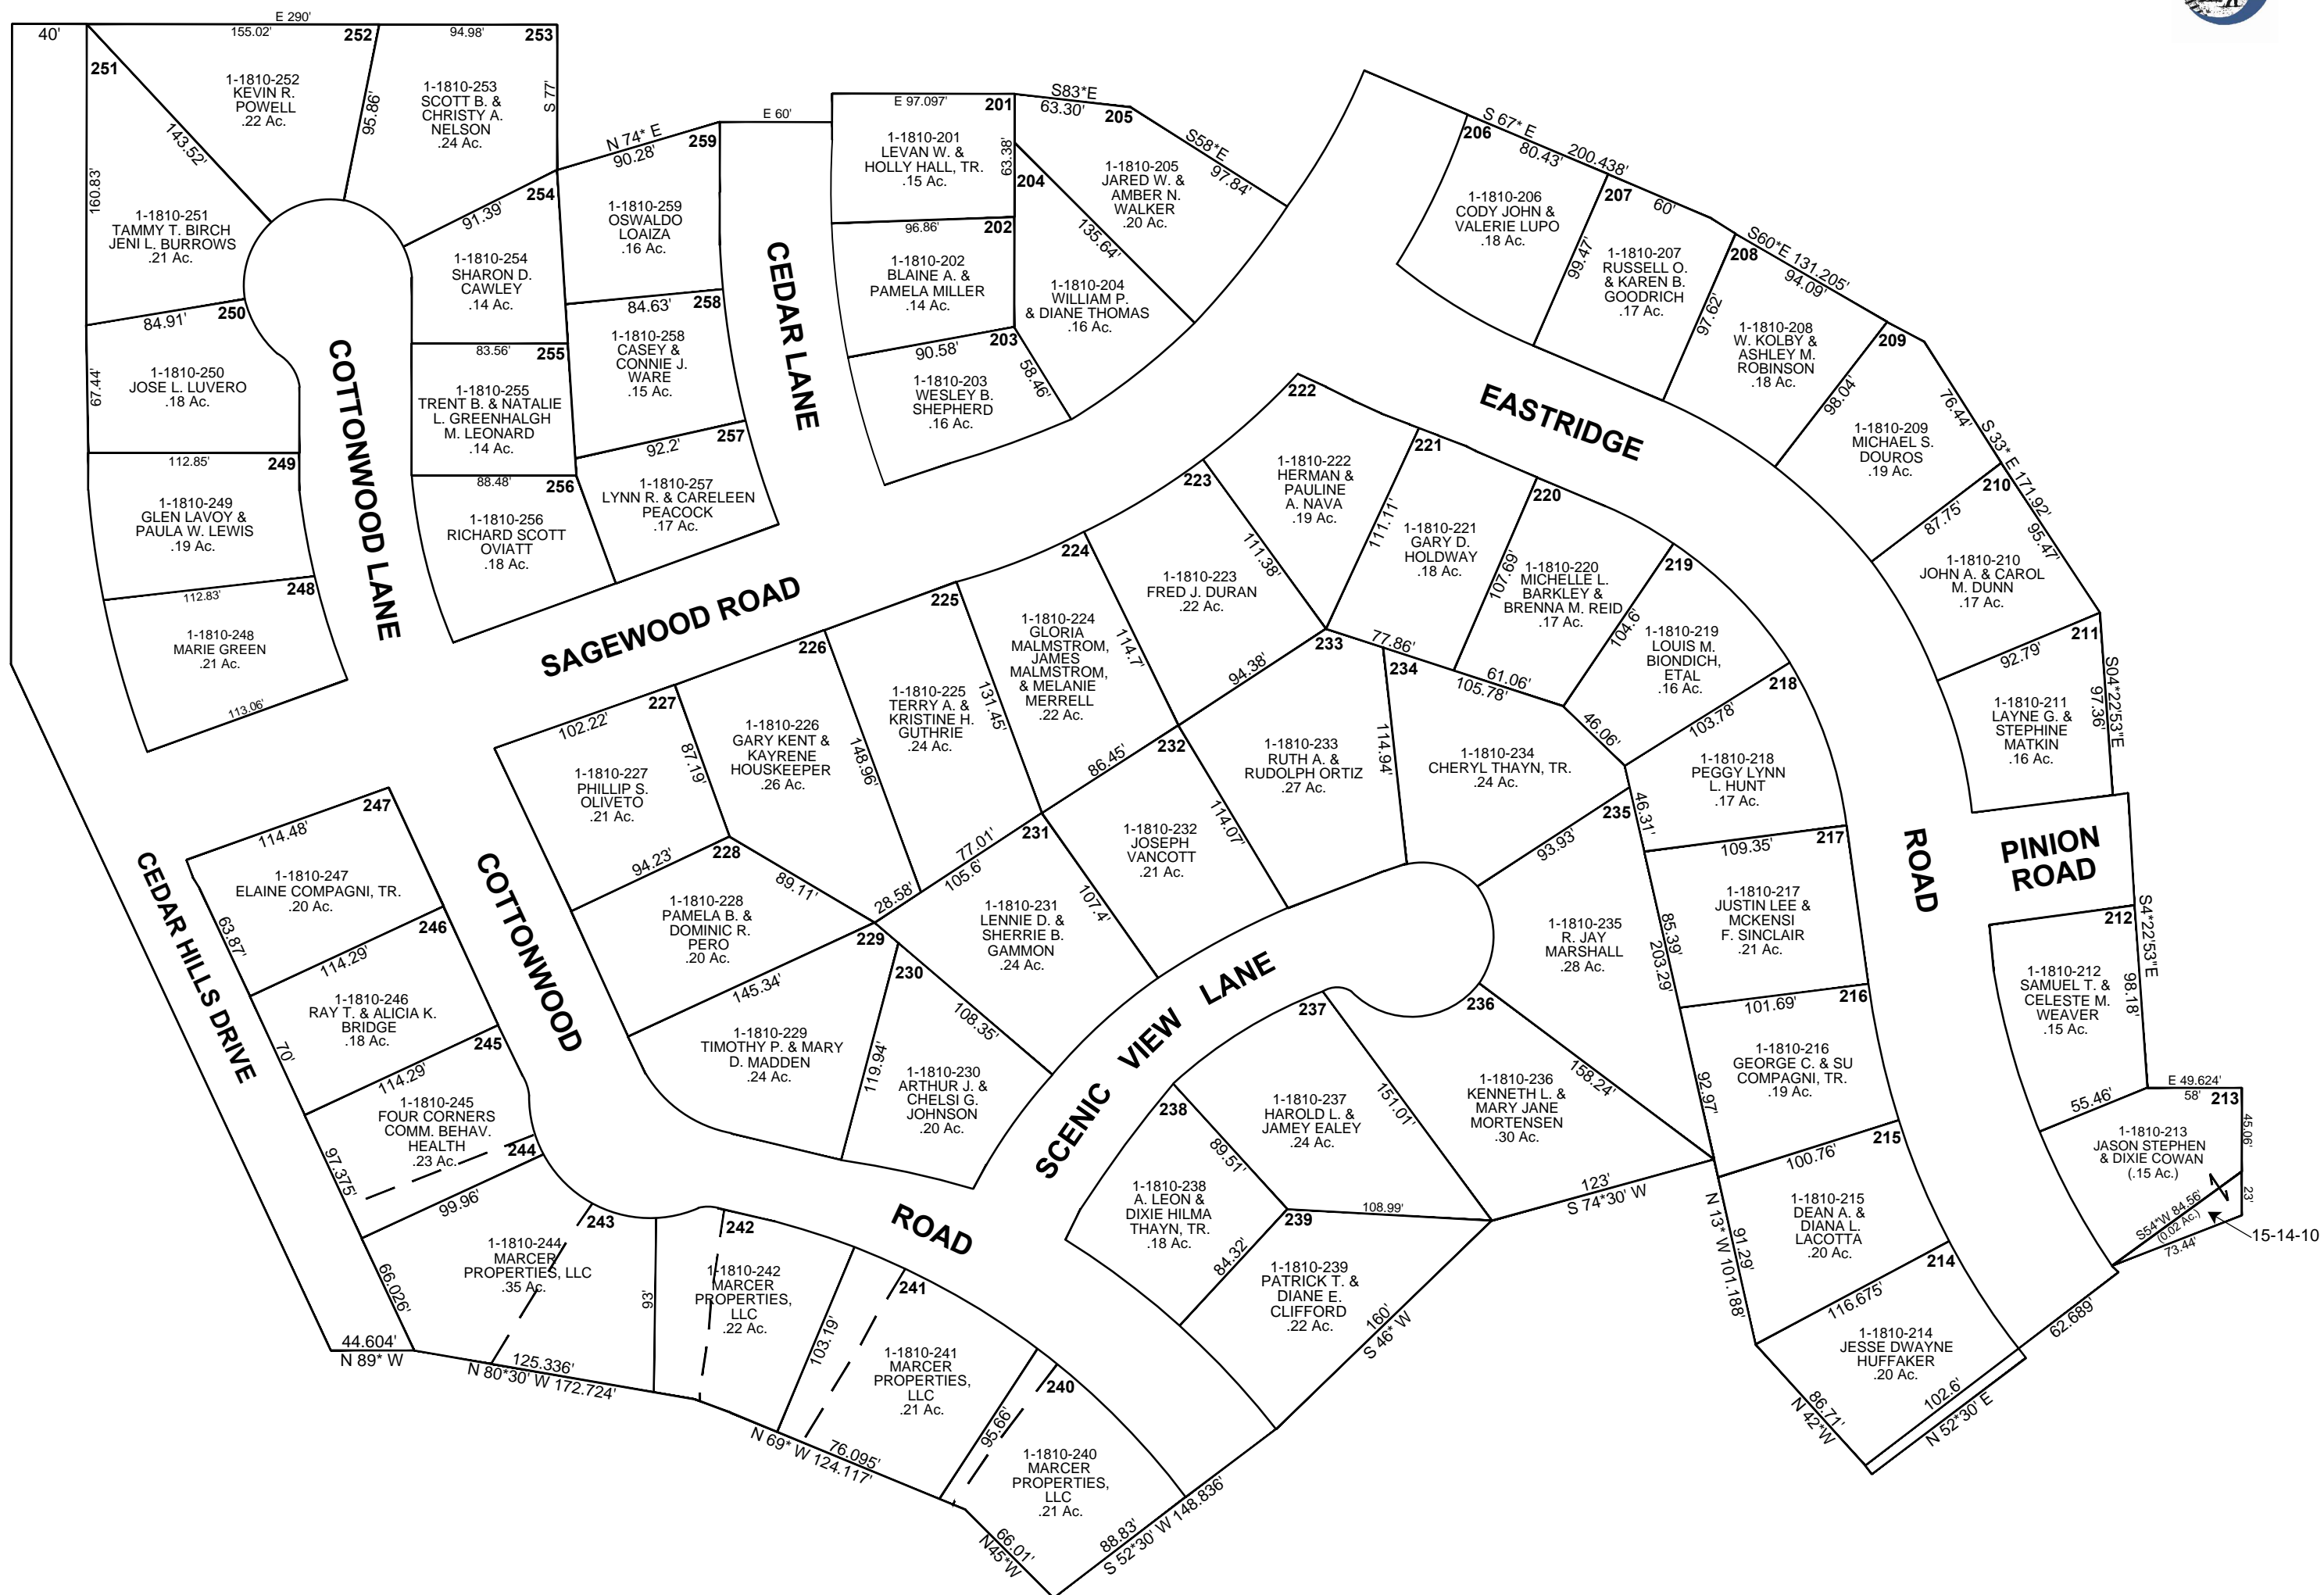 E 290'
40'
155.02'
252
94.98'
253
251
1-1810-252
KEVIN R.
POWELL
.22 Ac.
143.52'
95.86'
1-1810-253
SCOTT B. &
CHRISTY A.
NELSON
.24 Ac.
S 77'
160.83'
1-1810-251
TAMMY T. BIRCH
JENI L. BURROWS
.21 Ac.
N 74* E
90.28'
259
E 60'
254
91.39'
1-1810-259
OSWALDO
LOAIZA
.16 Ac.
1-1810-254
SHARON D.
CAWLEY
.14 Ac.
250
84.91'
84.63'
258
1-1810-250
JOSE L. LUVERO
.18 Ac.
67.44'
83.56'
255
1-1810-258
CASEY &
CONNIE J.
WARE
.15 Ac.
1-1810-255
TRENT B. & NATALIE
L. GREENHALGH
M. LEONARD
.14 Ac.
257
92.2'
112.85'
249
88.48'
256
1-1810-257
LYNN R. & CARELEEN
PEACOCK
.17 Ac.
1-1810-249
GLEN LAVOY &
PAULA W. LEWIS
.19 Ac.
1-1810-256
RICHARD SCOTT
OVIATT
.18 Ac.
112.83'
248
1-1810-248
MARIE GREEN
.21 Ac.
113.06'
COTTONWOOD LANE
CEDAR LANE
E 97.097'
201
1-1810-201
LEVAN W. &
HOLLY HALL, TR.
.15 Ac.
63.38'
S83*E
63.30'
205
S58*E
97.84'
204
1-1810-205
JARED W. &
AMBER N.
WALKER
.20 Ac.
135.64'
96.86'
202
1-1810-202
BLAINE A. &
PAMELA MILLER
.14 Ac.
1-1810-204
WILLIAM P.
& DIANE THOMAS
.16 Ac.
90.58'
203
58.46'
1-1810-203
WESLEY B.
SHEPHERD
.16 Ac.
S 67* E
200.438'
206
80.43'
1-1810-206
CODY JOHN &
VALERIE LUPO
.18 Ac.
207
60'
99.47'
1-1810-207
RUSSELL O.
& KAREN B.
GOODRICH
.17 Ac.
S60*E 131.205'
208
94.09'
97.62'
1-1810-208
W. KOLBY &
ASHLEY M.
ROBINSON
.18 Ac.
209
98.04'
76.44'
S 33* E 171.92'
1-1810-209
MICHAEL S.
DOUROS
.19 Ac.
210
87.75'
95.47'
1-1810-210
JOHN A. & CAROL
M. DUNN
.17 Ac.
211
92.79'
S04*22'53"E
97.36'
1-1810-211
LAYNE G. &
STEPHINE
MATKIN
.16 Ac.
EASTRIDGE
ROAD
PINION
ROAD
SAGEWOOD ROAD
222
1-1810-222
HERMAN &
PAULINE
A. NAVA
.19 Ac.
221
111.11'
1-1810-221
GARY D.
HOLDWAY
.18 Ac.
220
107.69'
1-1810-220
MICHELLE L.
BARKLEY &
BRENNA M. REID
.17 Ac.
219
104.6'
1-1810-219
LOUIS M.
BIONDICH,
ETAL
.16 Ac.
218
103.78'
1-1810-218
PEGGY LYNN
L. HUNT
.17 Ac.
223
111.38'
1-1810-223
FRED J. DURAN
.22 Ac.
224
114.7'
1-1810-224
GLORIA
MALMSTROM,
JAMES
MALMSTROM,
& MELANIE
MERRELL
.22 Ac.
225
131.45'
1-1810-225
TERRY A. &
KRISTINE H.
GUTHRIE
.24 Ac.
226
148.96'
1-1810-226
GARY KENT &
KAYRENE
HOUSKEEPER
.26 Ac.
227
102.22'
87.19'
1-1810-227
PHILLIP S.
OLIVETO
.21 Ac.
94.23'
228
89.11'
1-1810-228
PAMELA B. &
DOMINIC R.
PERO
.20 Ac.
229
145.34'
1-1810-229
TIMOTHY P. & MARY
D. MADDEN
.24 Ac.
230
119.94'
108.35'
1-1810-230
ARTHUR J. &
CHELSI G.
JOHNSON
.20 Ac.
28.58'
77.01'
105.6'
231
107.4'
1-1810-231
LENNIE D. &
SHERRIE B.
GAMMON
.24 Ac.
86.45'
232
114.07'
1-1810-232
JOSEPH
VANCOTT
.21 Ac.
94.38'
233
77.86'
1-1810-233
RUTH A. &
RUDOLPH ORTIZ
.27 Ac.
234
114.94'
61.06'
105.78'
46.06'
1-1810-234
CHERYL THAYN, TR.
.24 Ac.
235
93.93'
46.31'
1-1810-235
R. JAY
MARSHALL
.28 Ac.
85.39'
203.29'
92.97'
217
109.35'
1-1810-217
JUSTIN LEE &
MCKENSI
F. SINCLAIR
.21 Ac.
216
101.69'
1-1810-216
GEORGE C. & SU
COMPAGNI, TR.
.19 Ac.
215
100.76'
1-1810-215
DEAN A. &
DIANA L.
LACOTTA
.20 Ac.
N 13* W 101.188'
91.29'
214
116.675'
1-1810-214
JESSE DWAYNE
HUFFAKER
.20 Ac.
86.71'
N 42*W
102.6'
N 52*30' E
62.689'
212
S4*22'53"E
98.18'
1-1810-212
SAMUEL T. &
CELESTE M.
WEAVER
.15 Ac.
55.46'
E 49.624'
58'
213
45.06'
1-1810-213
JASON STEPHEN
& DIXIE COWAN
(.15 Ac.)
23'
S54*W 84.56'
(0.02 Ac.)
73.44'
15-14-10
SCENIC VIEW LANE
236
158.24'
1-1810-236
KENNETH L. &
MARY JANE
MORTENSEN
.30 Ac.
237
151.01'
1-1810-237
HAROLD L. &
JAMEY EALEY
.24 Ac.
238
89.51'
1-1810-238
A. LEON &
DIXIE HILMA
THAYN, TR.
.18 Ac.
239
108.99'
84.32'
1-1810-239
PATRICK T. &
DIANE E.
CLIFFORD
.22 Ac.
123'
S 74*30' W
160'
S 46* W
247
114.48'
1-1810-247
ELAINE COMPAGNI, TR.
.20 Ac.
63.87'
246
114.29'
1-1810-246
RAY T. & ALICIA K.
BRIDGE
.18 Ac.
70'
245
114.29'
1-1810-245
FOUR CORNERS
COMM. BEHAV.
HEALTH
.23 Ac.
97.375'
244
99.96'
CEDAR HILLS DRIVE
COTTONWOOD
ROAD
243
1-1810-244
MARCER
PROPERTIES, LLC
.35 Ac.
66.026'
44.604'
N 89* W
125.336'
N 80*30' W 172.724'
93'
242
1-1810-242
MARCER
PROPERTIES,
LLC
.22 Ac.
103.19'
241
1-1810-241
MARCER
PROPERTIES,
LLC
.21 Ac.
76.095'
N 69* W 124.117'
95.66'
240
1-1810-240
MARCER
PROPERTIES,
LLC
.21 Ac.
66.01'
N45*W
88.83'
S 52*30' W 148.836'